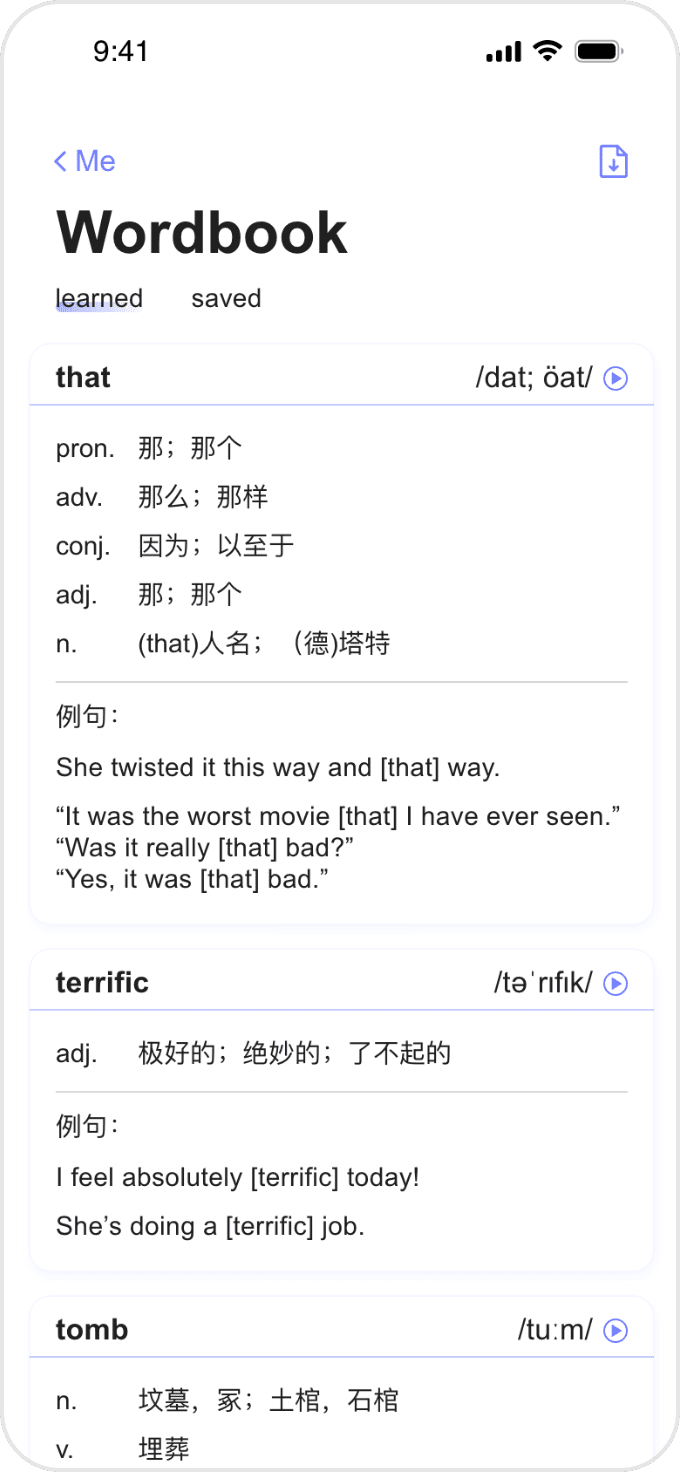 9:41
Me
Wordbook
learned saved
that /dat; öat/
pron. 那；那个
adv. 那么；那样
conj. 因为；以至于
adj. 那；那个
n. (that)人名；（德)塔特
例句：
She twisted it this way and [that] way.
“It was the worst movie [that] I have ever seen.”
“Was it really [that] bad?”
“Yes, it was [that] bad.”
terrific /təˈrıfık/
adj. 极好的；绝妙的；了不起的
例句：
I feel absolutely [terrific] today!
She’s doing a [terrific] job.
tomb /tuːm/
n. 坟墓，冢；土棺，石棺
v. 埋葬